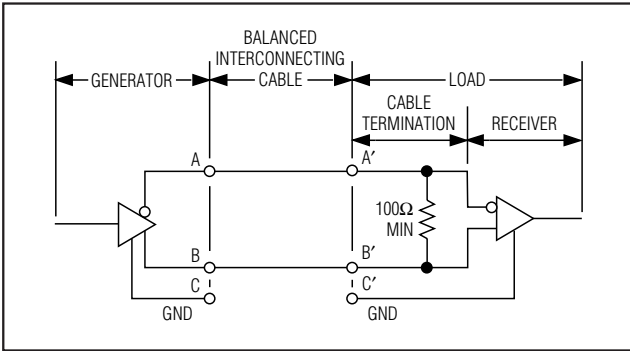 BALANCED
INTERCONNECTING
GENERATOR CABLE LOAD
CABLE
TERMINATION RECEIVER
A A′
100Ω
MIN
B B′
C C′
GND GND